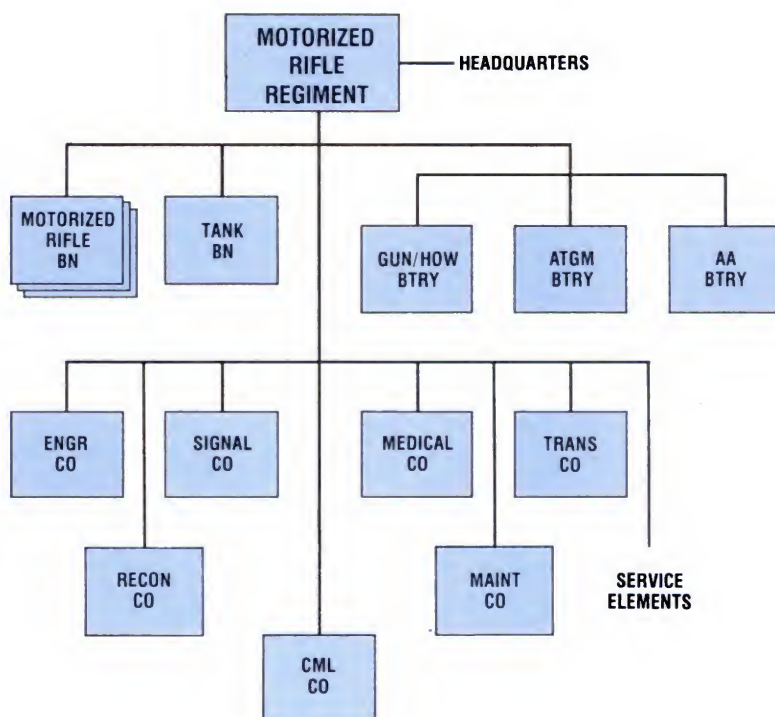 MOTORIZED
RIFLE
REGIMENT
HEADQUARTERS
MOTORIZED
RIFLE
BN
TANK
BN
GUN/HOW
BTRY
ATGM
BTRY
AA
BTRY
ENGR
CO
SIGNAL
CO
MEDICAL
CO
TRANS
CO
RECON
CO
MAINT
CO
SERVICE
ELEMENTS
CML
CO